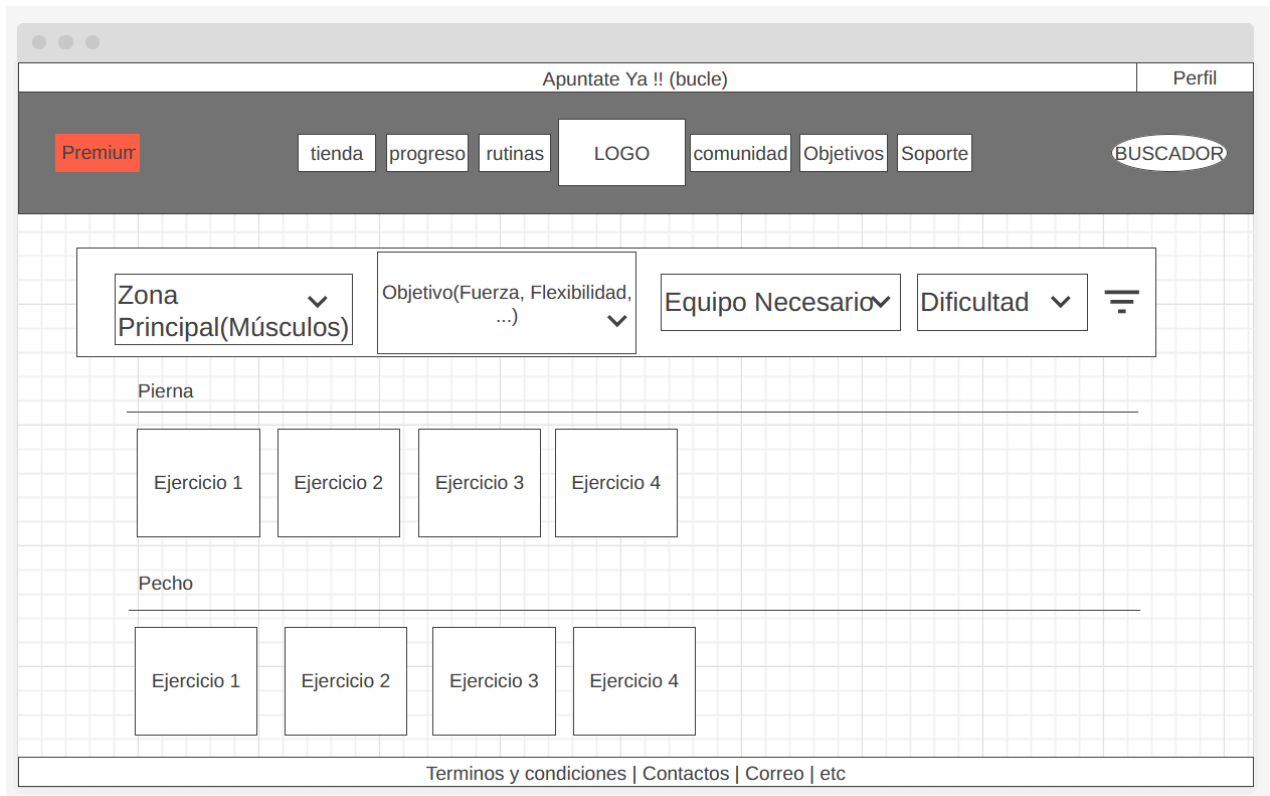 Apuntate Ya !! (bucle)
Perfil
Premium
tienda
progreso
rutinas
LOGO
comunidad
Objetivos
Soporte
BUSCADOR
Zona
Principal(Músculos)
Objetivo(Fuerza, Flexibilidad,
...)
Equipo Necesario
Dificultad
Pierna
Ejercicio 1
Ejercicio 2
Ejercicio 3
Ejercicio 4
Pecho
Ejercicio 1
Ejercicio 2
Ejercicio 3
Ejercicio 4
Terminos y condiciones | Contactos | Correo | etc